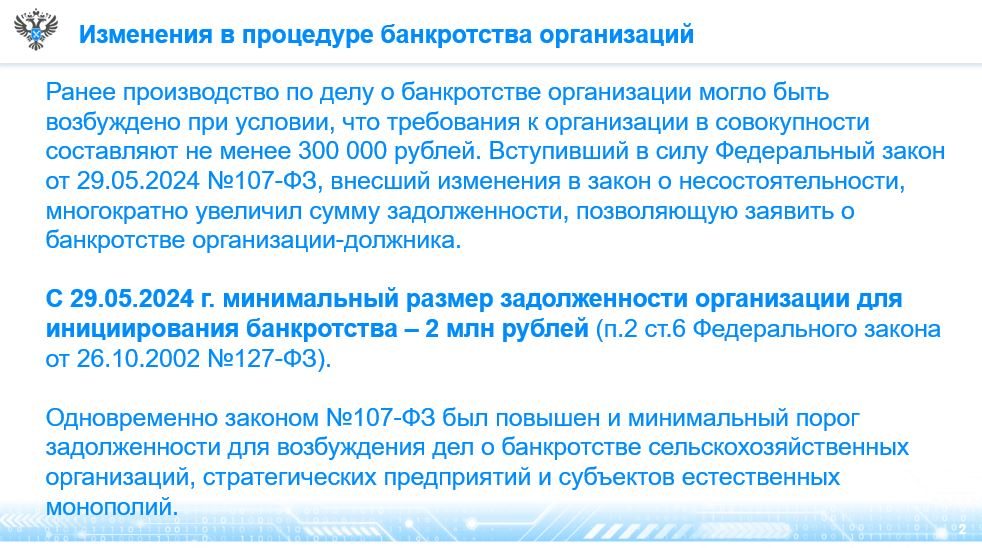 Изменения в процедуре банкротства организаций
Ранее производство по делу о банкротстве организации могло быть
возбуждено при условии, что требования к организации в совокупности
составляют не менее 300 000 рублей. Вступивший в силу Федеральный закон
от 29.05.2024 №107-ФЗ, внесший изменения в закон о несостоятельности,
многократно увеличил сумму задолженности, позволяющую заявить о
банкротстве организации-должника.
С 29.05.2024 г. минимальный размер задолженности организации для
инициирования банкротства – 2 млн рублей (п.2 ст.6 Федерального закона
от 26.10.2002 №127-ФЗ).
Одновременно законом №107-ФЗ был повышен и минимальный порог
задолженности для возбуждения дел о банкротстве сельскохозяйственных
организаций, стратегических предприятий и субъектов естественных
монополий.
2